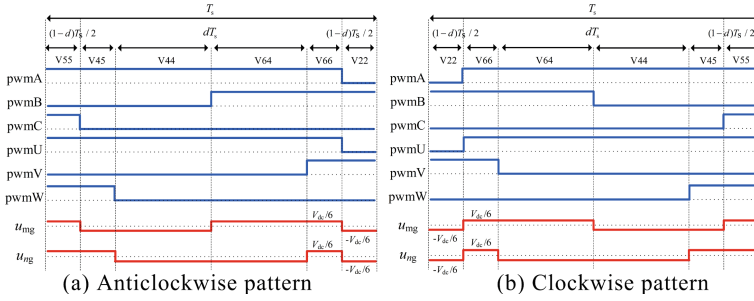 Ts Ts
(1−d)Ts / 2 dTs (1−d)Ts / 2 (1−d)Ts / 2 dTs (1−d)Ts / 2
V55 V45 V44 V64 V66 V22 V22 V66 V64 V44 V45 V55
pwmA pwmA
pwmB pwmB
pwmC pwmC
pwmU pwmU
pwmV pwmV
pwmW pwmW
umg Vdc/6 -Vdc/6 umg Vdc/6 -Vdc/6
ung Vdc/6 -Vdc/6 ung Vdc/6 -Vdc/6
(a) Anticlockwise pattern (b) Clockwise pattern